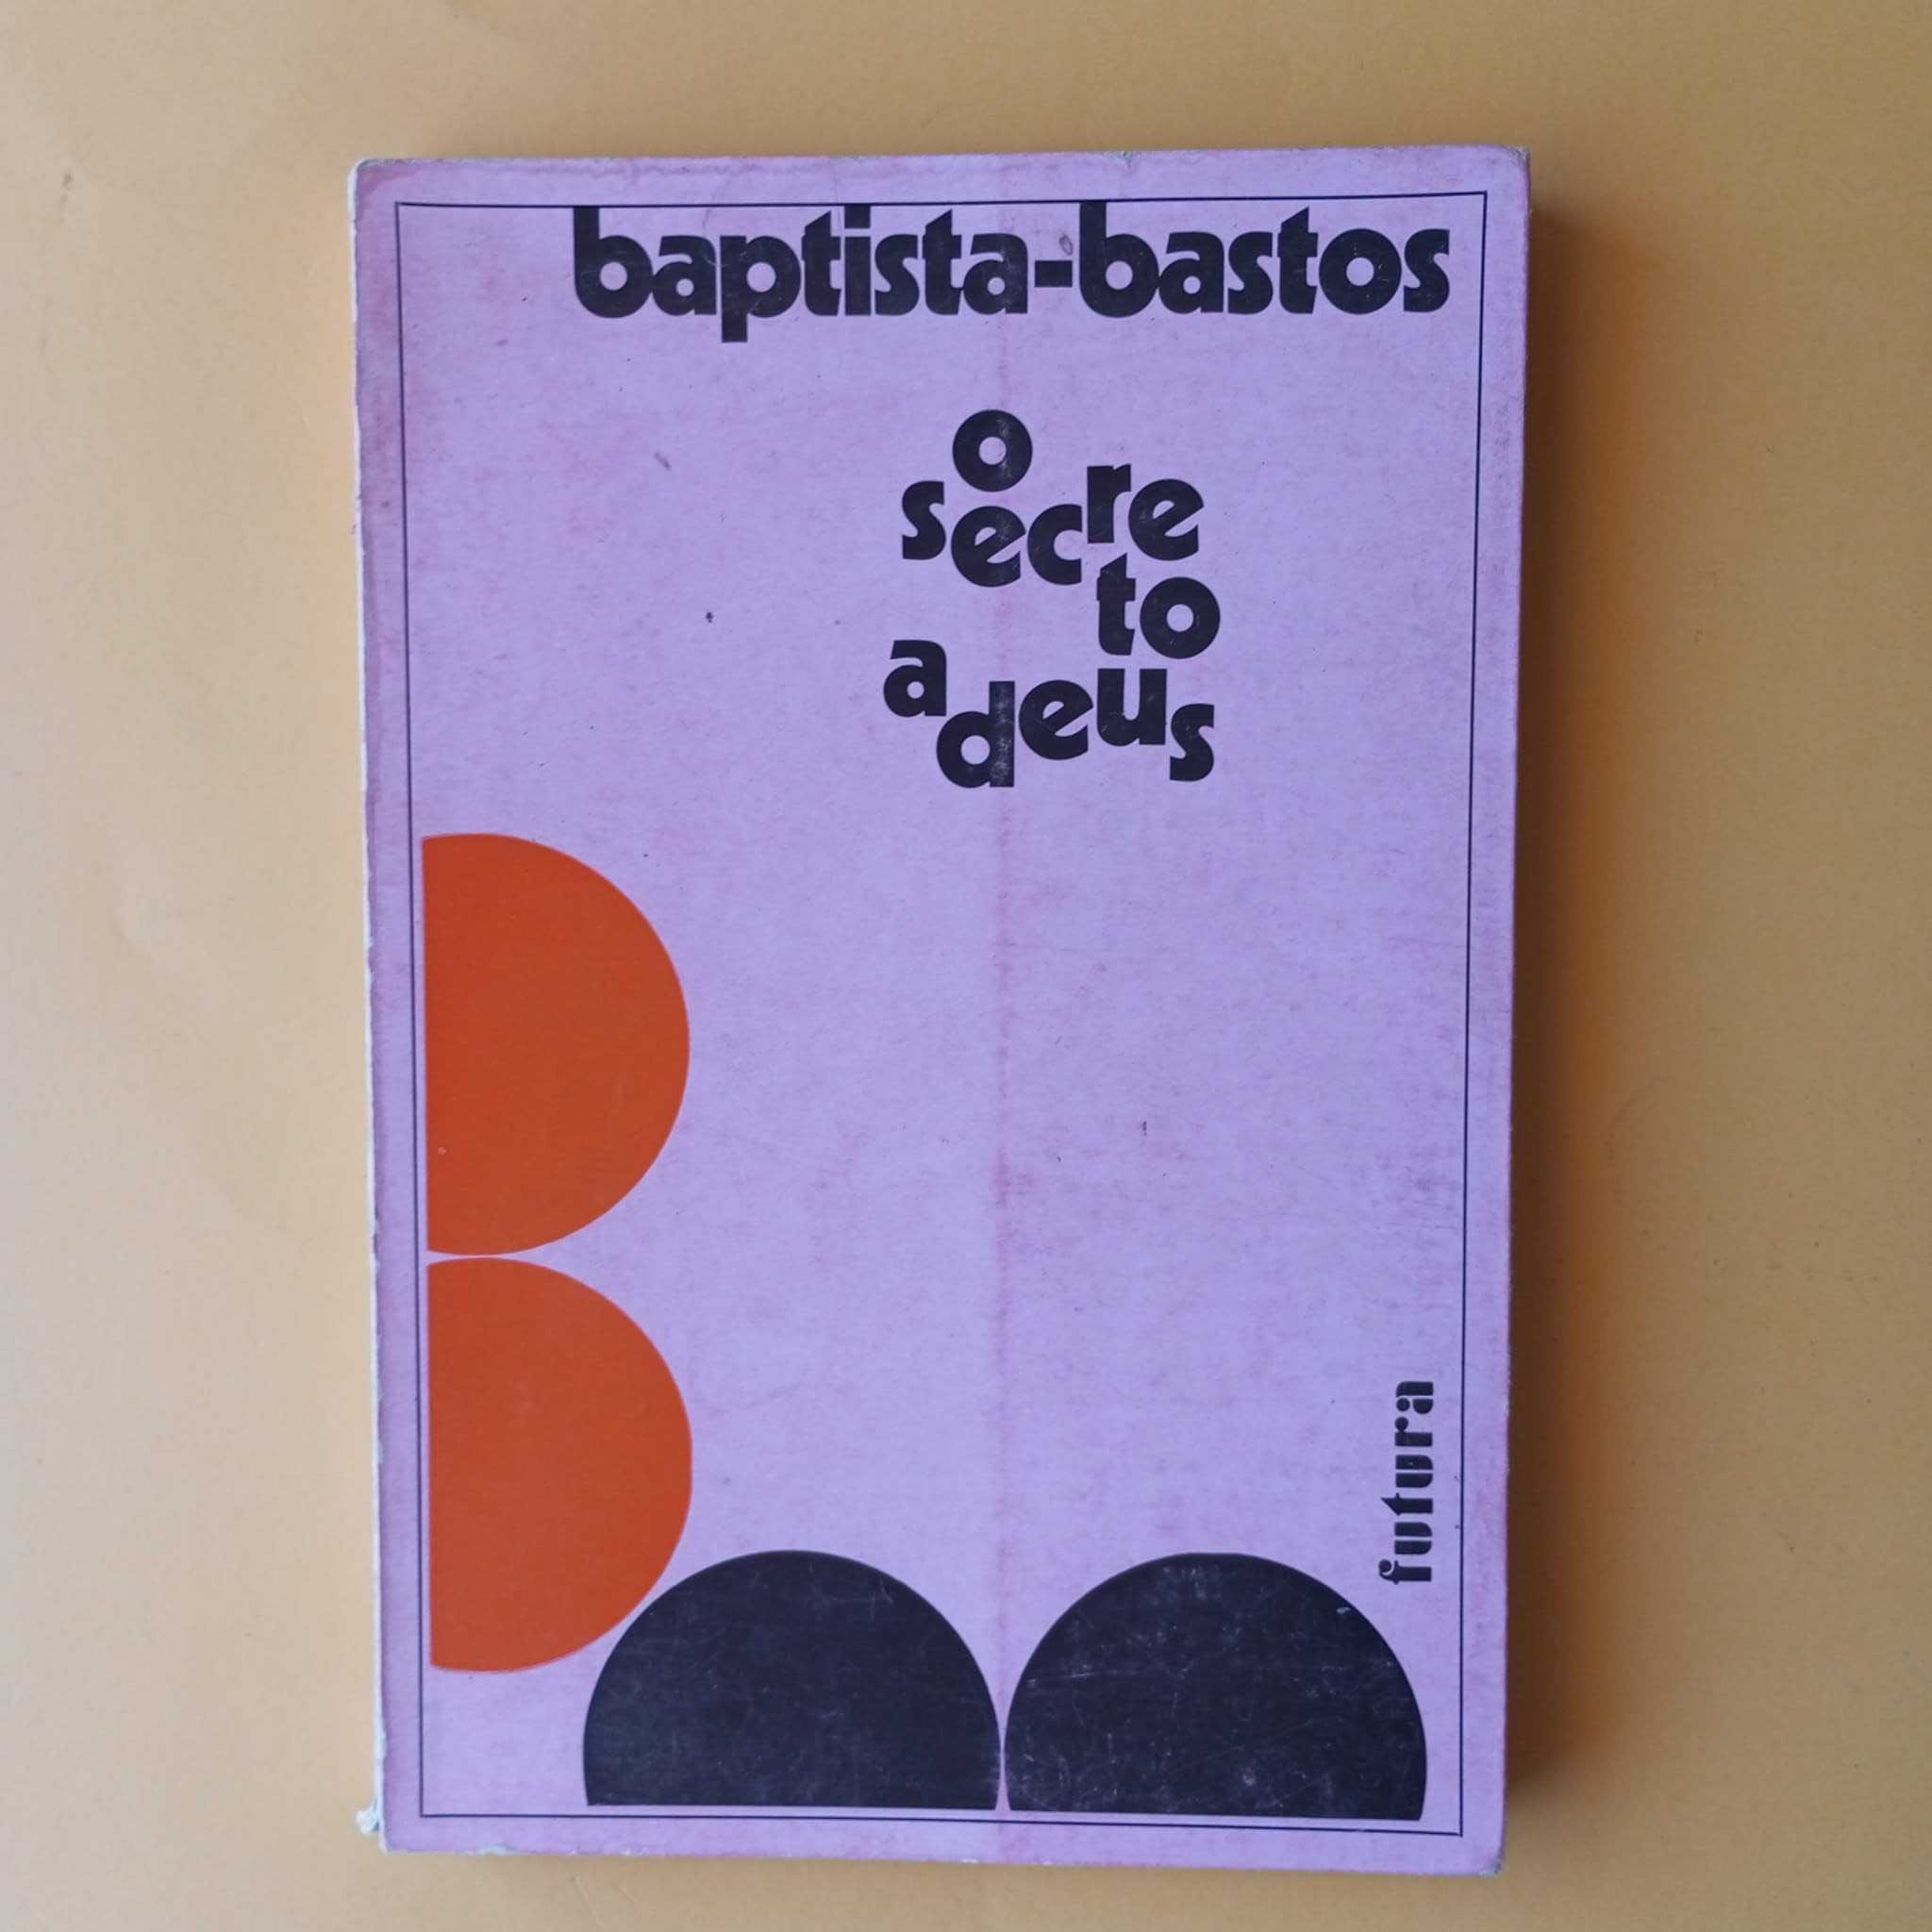 baptista-bastos
o
secre
to
adeus
futura